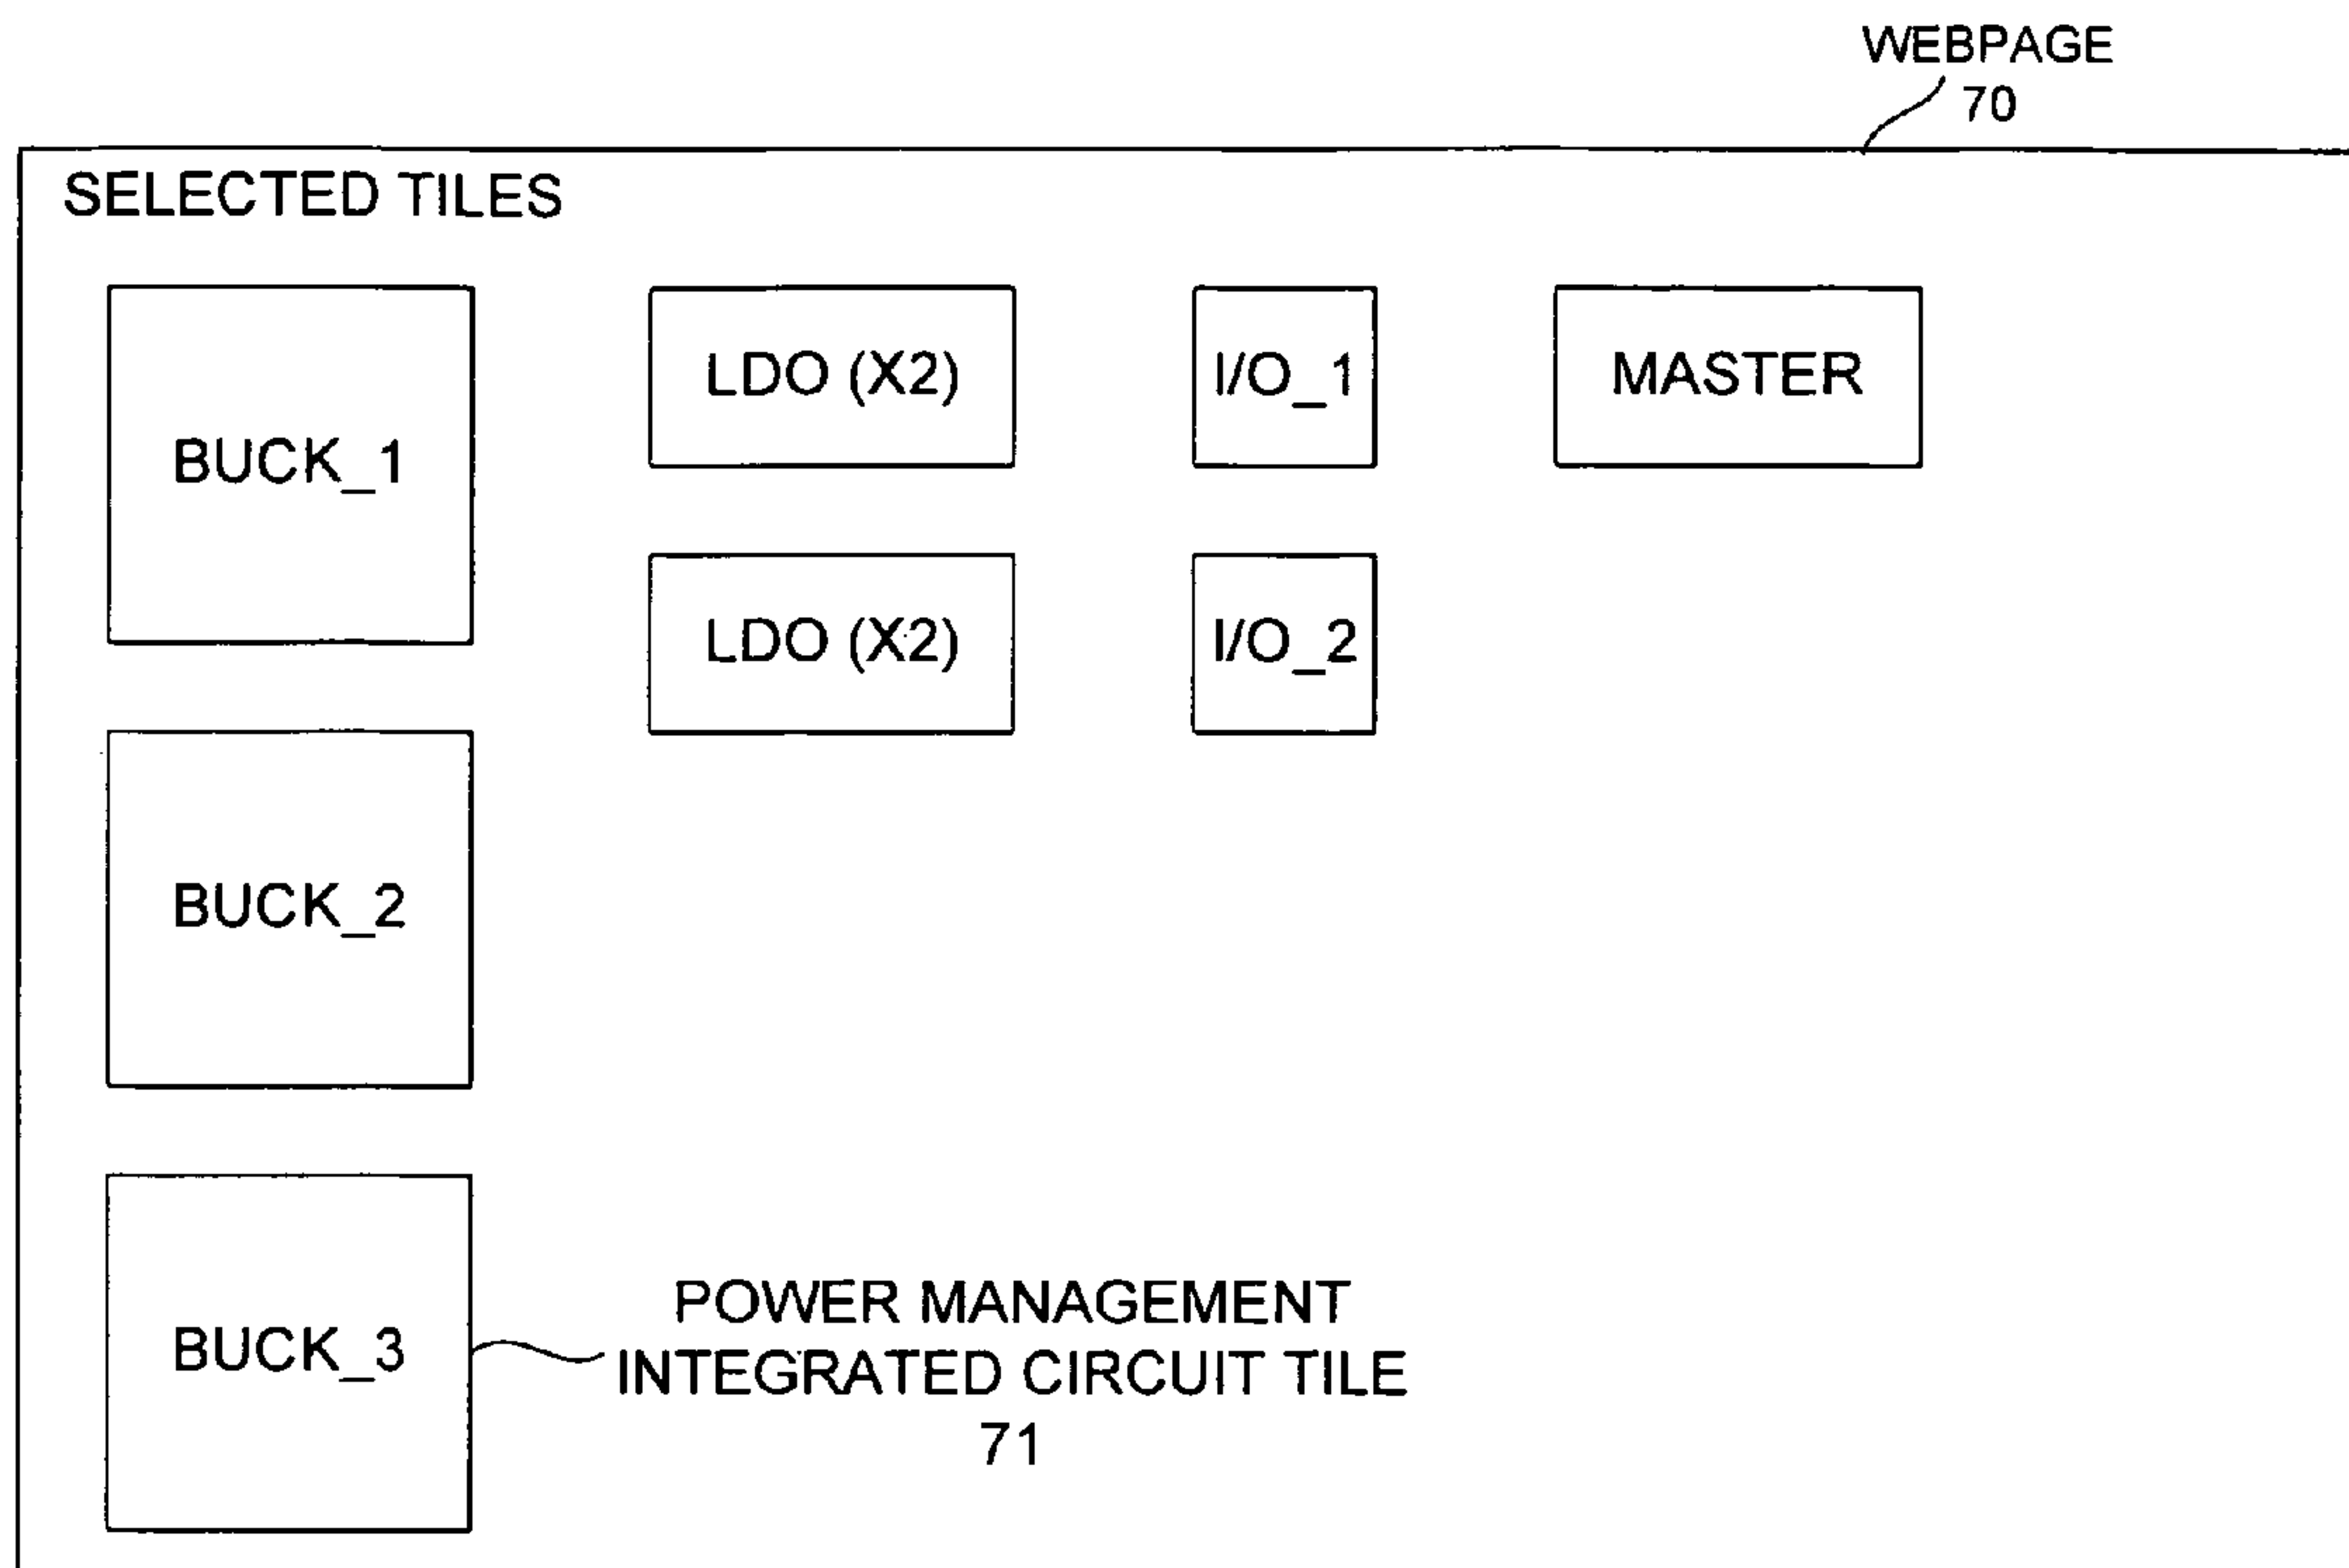 WEBPAGE
70
SELECTED TILES
BUCK_1
LDO (X2)
I/O_1
MASTER
LDO (X2)
I/O_2
BUCK_2
BUCK_3
POWER MANAGEMENT
INTEGRATED CIRCUIT TILE
71